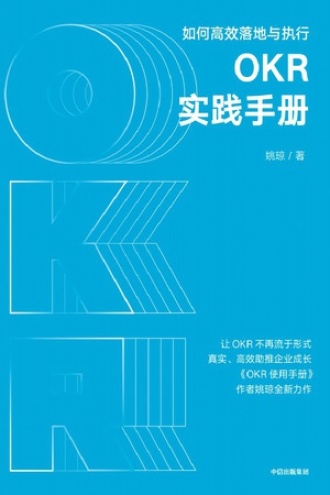 如何高效落地与执行
OKR
实践手册
姚琼 / 著
OKR
让 OKR 不再流于形式
真实、高效助推企业成长
《OKR 使用手册》
作者姚琼全新力作
中信出版集团